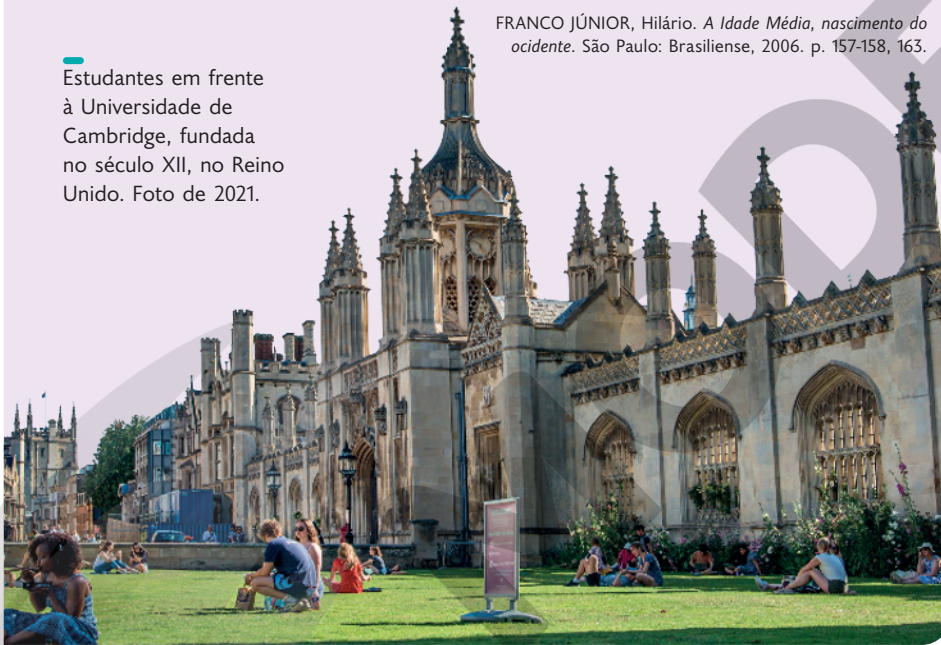 FRANCO JÚNIOR, Hilário. A Idade Média, nascimento do
ocidente. São Paulo: Brasiliense, 2006. p. 157-158, 163.
Estudantes em frente
à Universidade de
Cambridge, fundada
no século XII, no Reino
Unido. Foto de 2021.